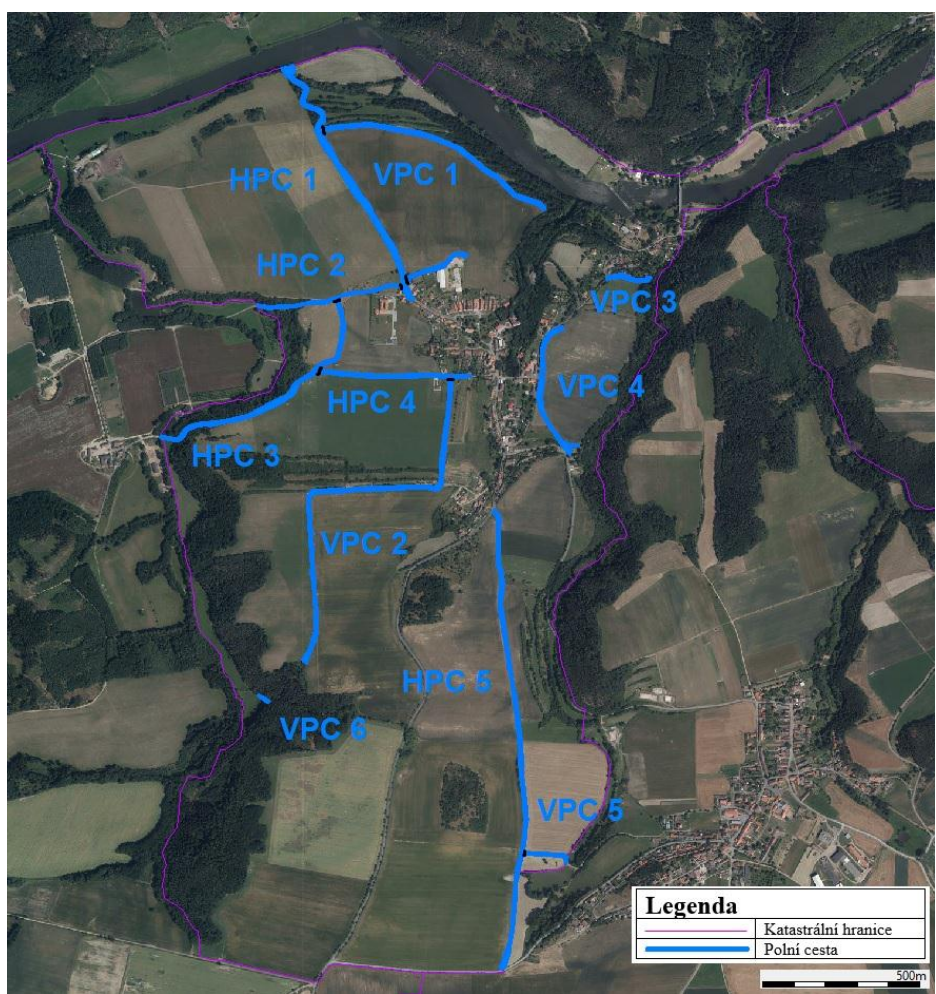 HPC 1
VPC 1
HPC 2
VPC 3
VPC 4
HPC 4
HPC 3
VPC 2
HPC 5
VPC 6
VPC 5
Legenda
Katastrální hranice
Polní cesta
500m